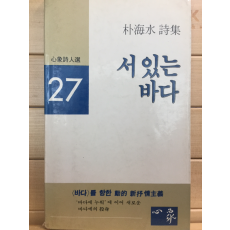 朴海水 詩集
心象詩人選
27
서 있는
바다
《바다》를 향한 動的 新抒情主義
心象